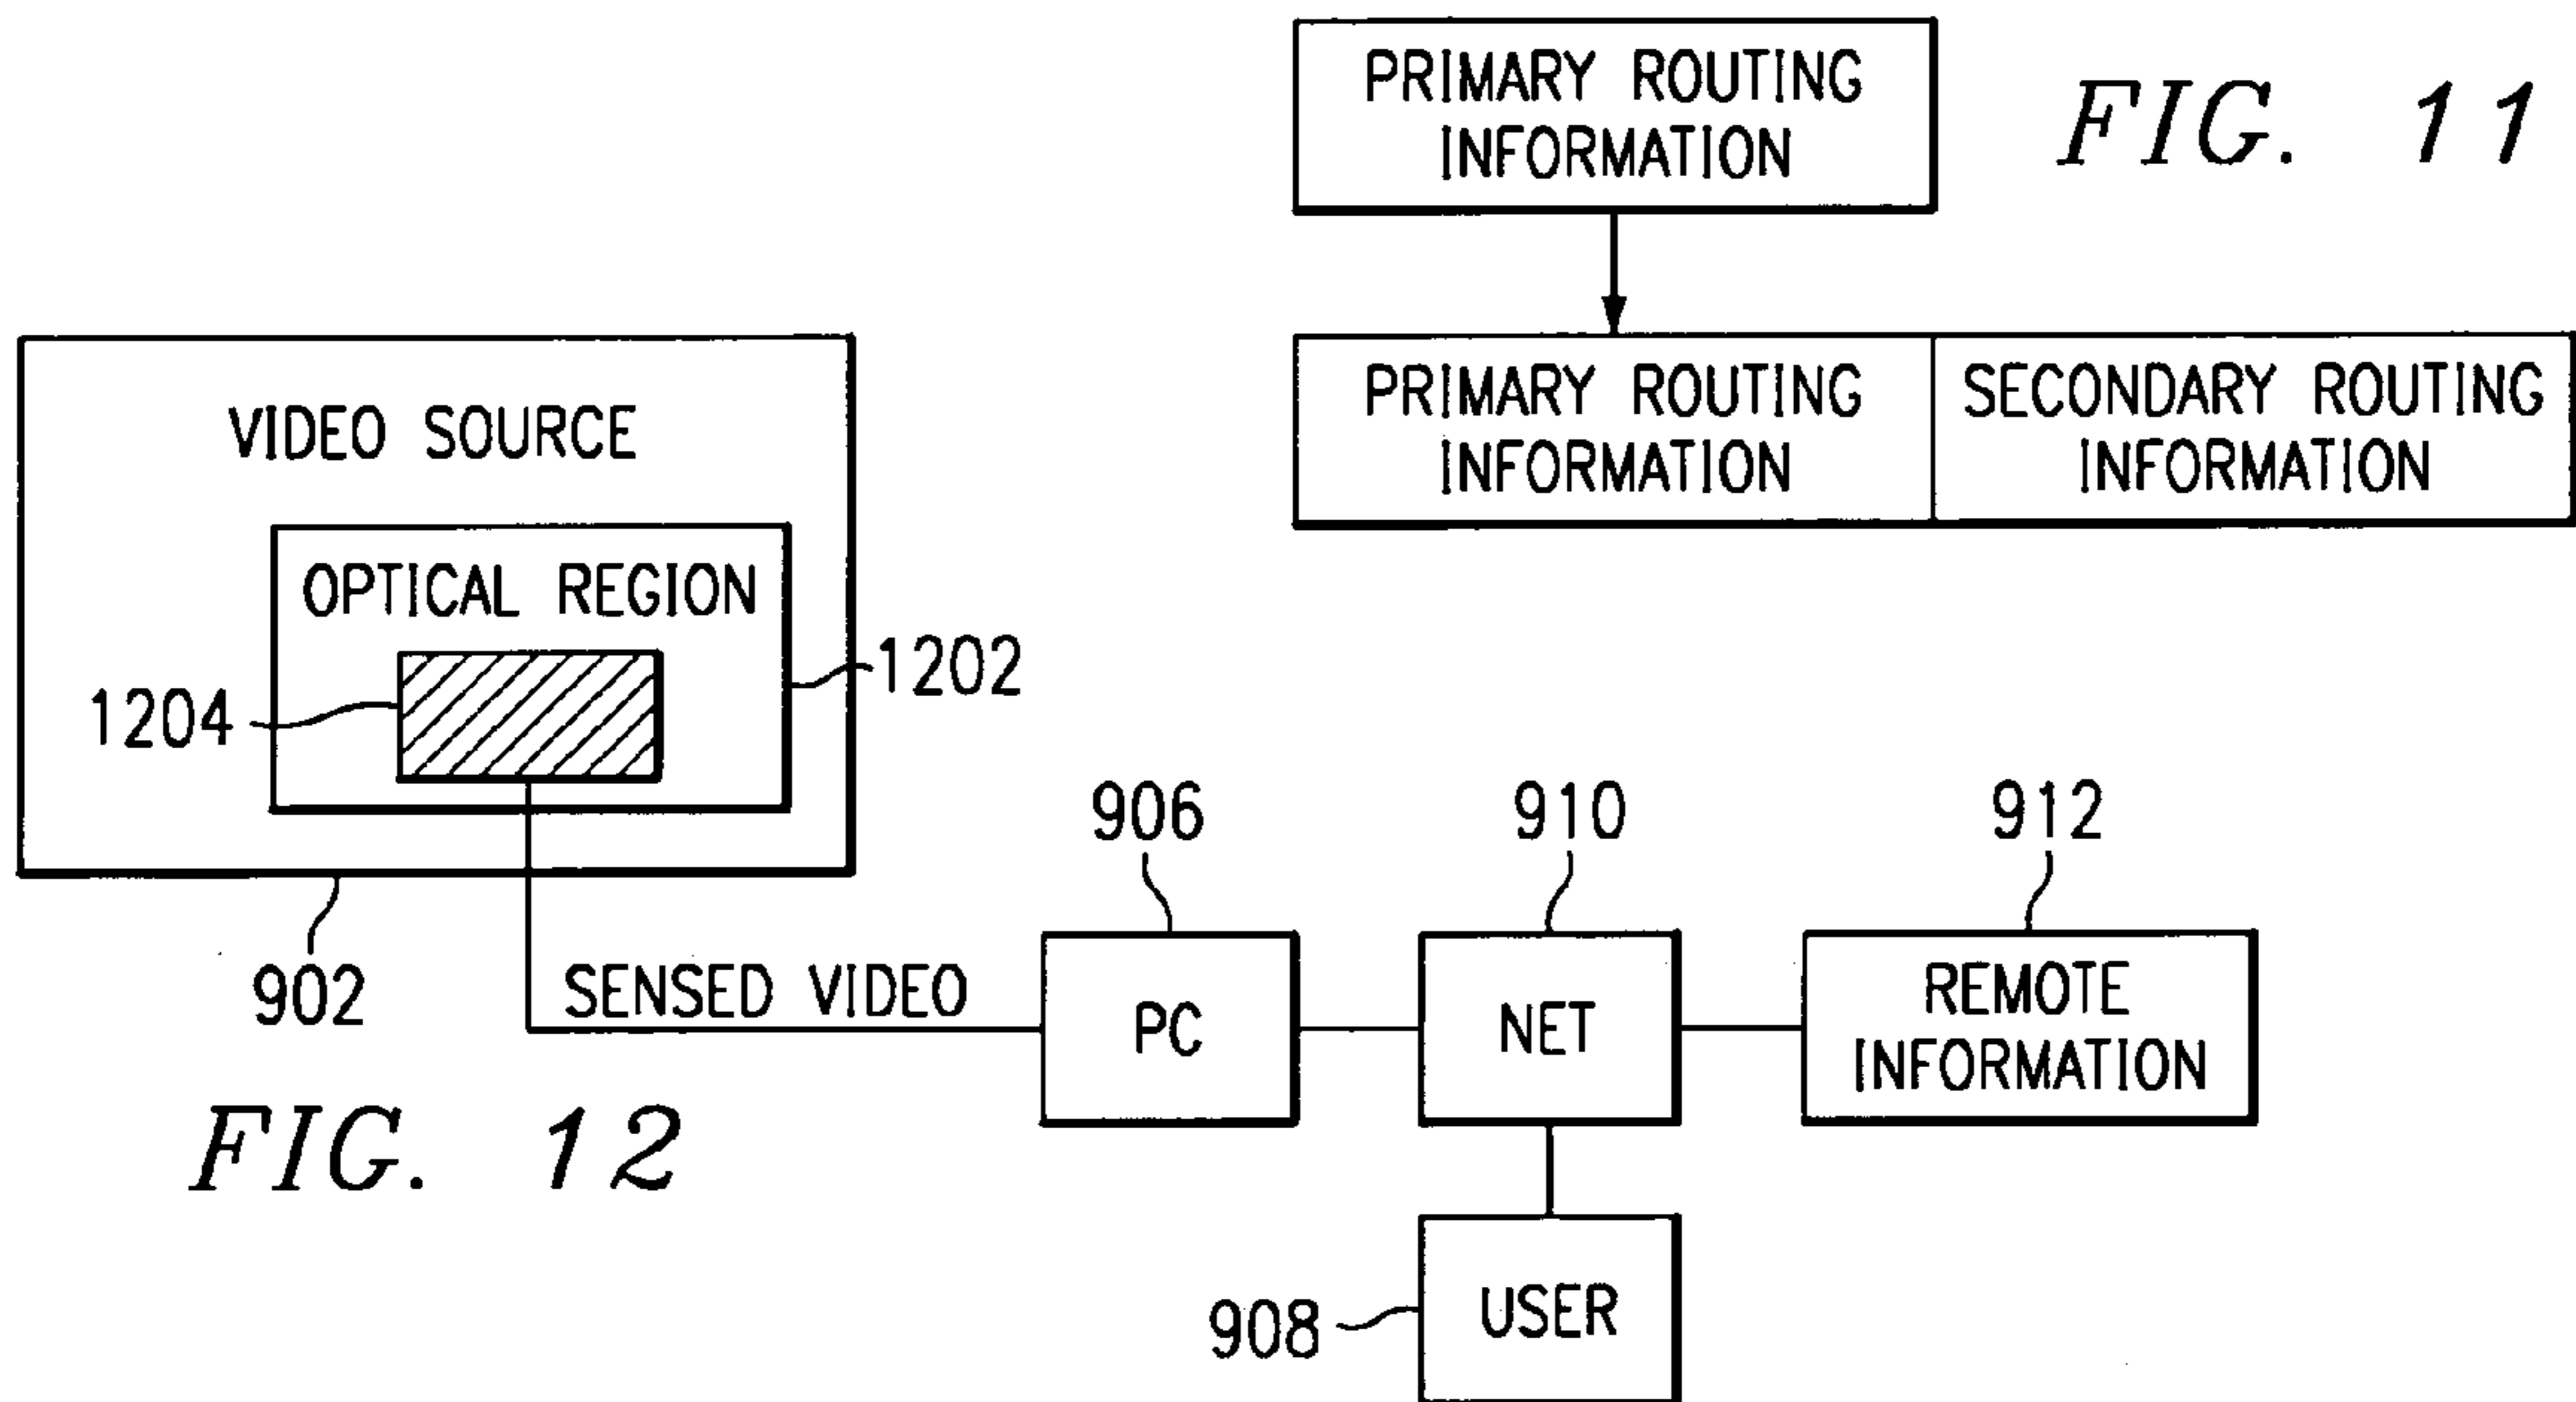 PRIMARY ROUTING
INFORMATION
FIG. 11
PRIMARY ROUTING
INFORMATION
SECONDARY ROUTING
INFORMATION
VIDEO SOURCE
OPTICAL REGION
1202
1204
902
SENSED VIDEO
906
PC
910
NET
912
REMOTE
INFORMATION
908
USER
FIG. 12